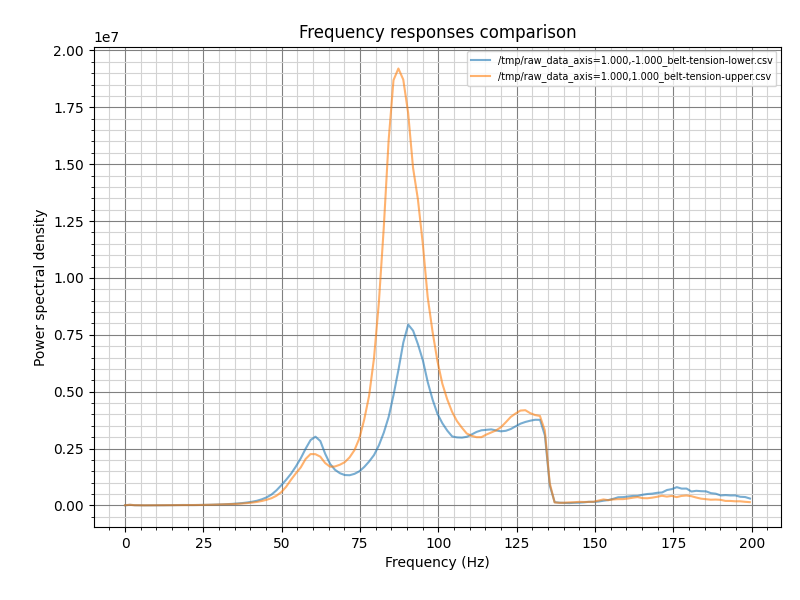 Frequency responses comparison
1e7
/tmp/raw_data_axis=1.000,-1.000_belt-tension-lower.csv
/tmp/raw_data_axis=1.000,1.000_belt-tension-upper.csv
2.00
1.75
1.50
1.25
1.00
0.75
0.50
0.25
0.00
Power spectral density
0 25 50 75 100 125 150 175 200
Frequency (Hz)